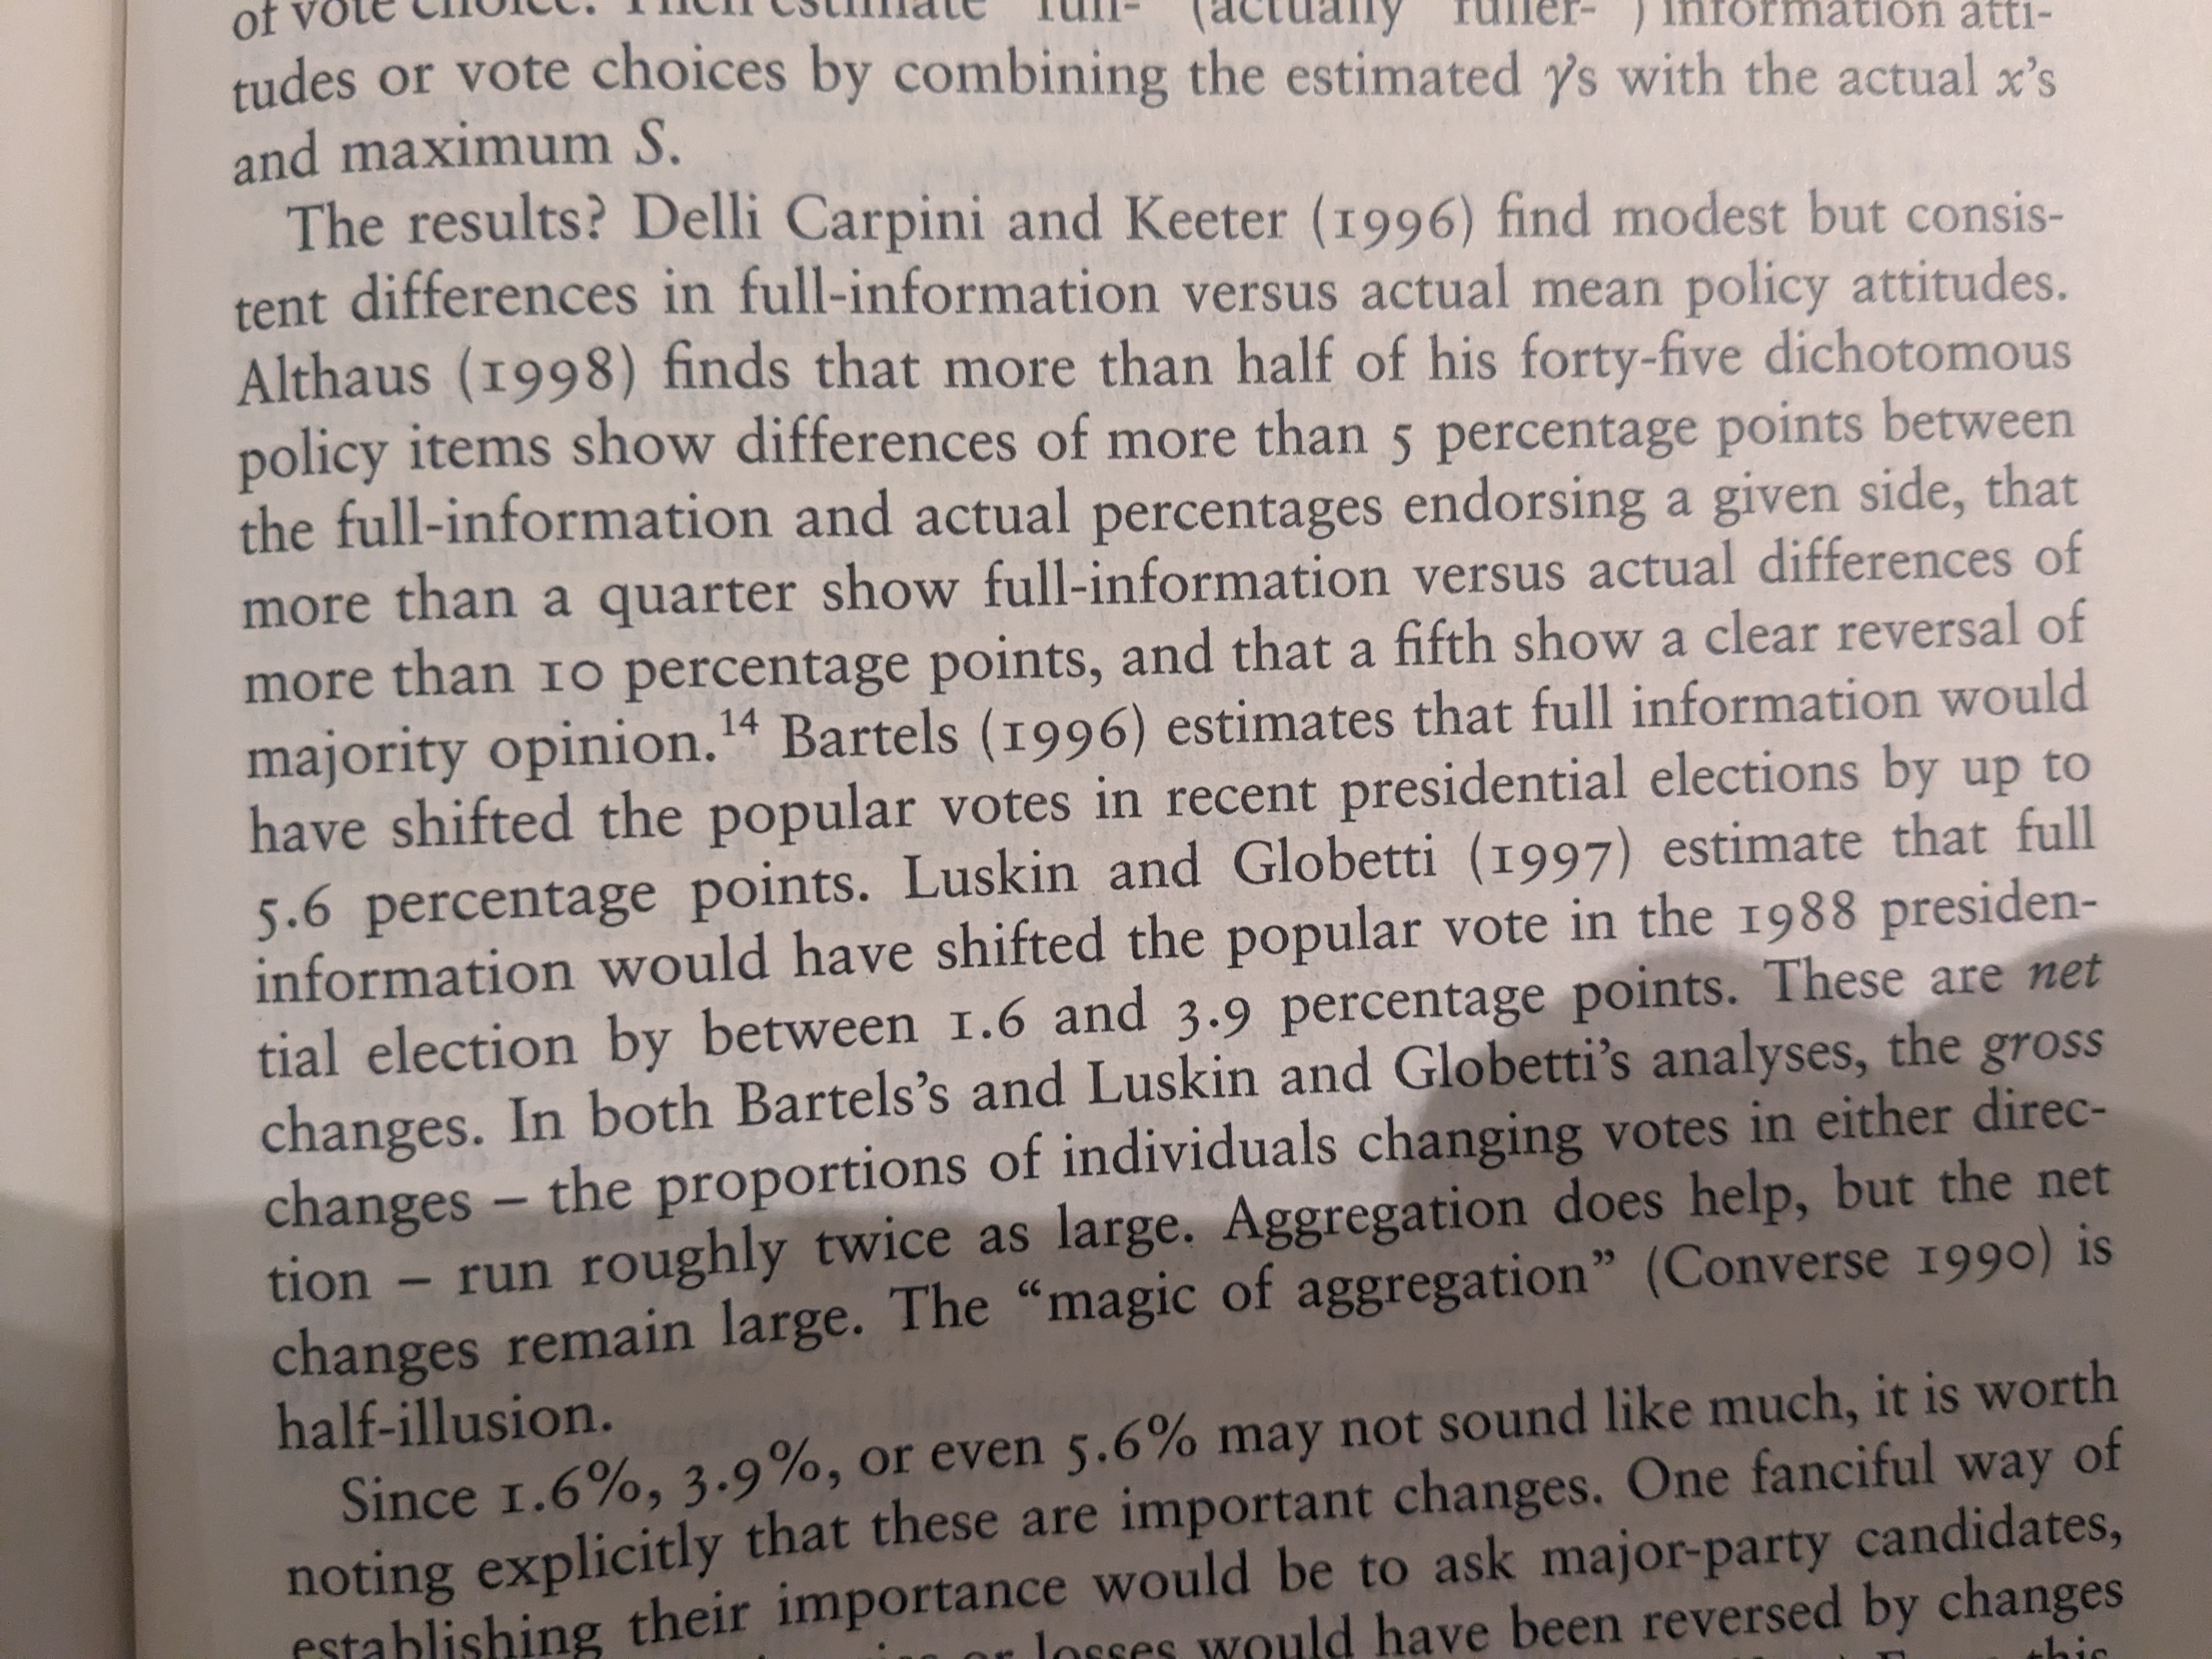 of vote choice. Then estimate "full-" (actually "fuller-") information atti-
tudes or vote choices by combining the estimated γ's with the actual x's
and maximum S.
The results? Delli Carpini and Keeter (1996) find modest but consis-
tent differences in full-information versus actual mean policy attitudes.
Althaus (1998) finds that more than half of his forty-five dichotomous
policy items show differences of more than 5 percentage points between
the full-information and actual percentages endorsing a given side, that
more than a quarter show full-information versus actual differences of
more than 10 percentage points, and that a fifth show a clear reversal of
majority opinion.14 Bartels (1996) estimates that full information would
have shifted the popular votes in recent presidential elections by up to
5.6 percentage points. Luskin and Globetti (1997) estimate that full
information would have shifted the popular vote in the 1988 presiden-
tial election by between 1.6 and 3.9 percentage points. These are net
changes. In both Bartels's and Luskin and Globetti's analyses, the gross
changes – the proportions of individuals changing votes in either direc-
tion – run roughly twice as large. Aggregation does help, but the net
changes remain large. The "magic of aggregation" (Converse 1990) is
half-illusion.
Since 1.6%, 3.9%, or even 5.6% may not sound like much, it is worth
noting explicitly that these are important changes. One fanciful way of
establishing their importance would be to ask major-party candidates,
or losses would have been reversed by changes
this